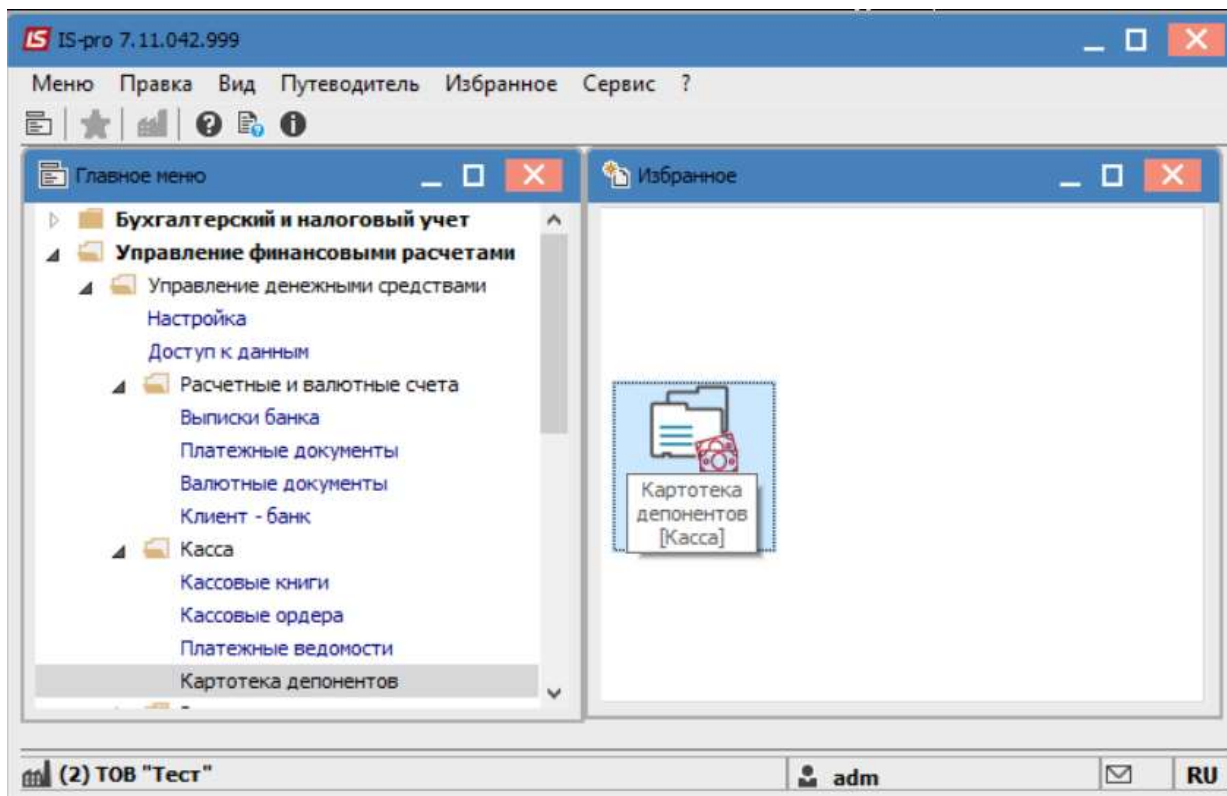 IS-pro 7.11.042.999
Меню Правка Вид Путеводитель Избранное Сервис ?
Главное меню
Бухгалтерский и налоговый учет
Управление финансовыми расчетами
Управление денежными средствами
Настройка
Доступ к данным
Расчетные и валютные счета
Выписки банка
Платежные документы
Валютные документы
Клиент - банк
Касса
Кассовые книги
Кассовые ордера
Платежные ведомости
Картотека депонентов
Избранное
Картотека
депонентов
[Касса]
(2) ТОВ "Тест"
adm
RU